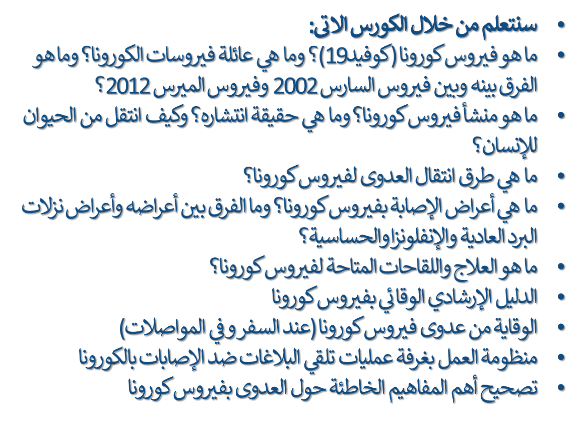 • سنتعلم من خلال الكورس الاتى:
• ما هو فيروس كورونا (كوفيد19)؟ وما هي عائلة فيروسات الكورونا؟ وما هو
الفرق بينه وبين فيروس السارس 2002 وفيروس الميرس 2012؟
• ما هو منشأ فيروس كورونا؟ وما هي حقيقة انتشاره؟ وكيف انتقل من الحيوان
للإنسان؟
• ما هي طرق انتقال العدوى لفيروس كورونا؟
• ما هي أعراض الإصابة بفيروس كورونا؟ وما الفرق بين أعراضه وأعراض نزلات
البرد العادية والإنفلونزاوالحساسية؟
• ما هو العلاج واللقاحات المتاحة لفيروس كورونا؟
• الدليل الإرشادي الوقائي بفيروس كورونا
• الوقاية من عدوى فيروس كورونا (عند السفر وفي المواصلات)
• منظومة العمل بغرفة عمليات تلقي البلاغات ضد الإصابات بالكورونا
• تصحيح أهم المفاهيم الخاطئة حول العدوى بفيروس كورونا